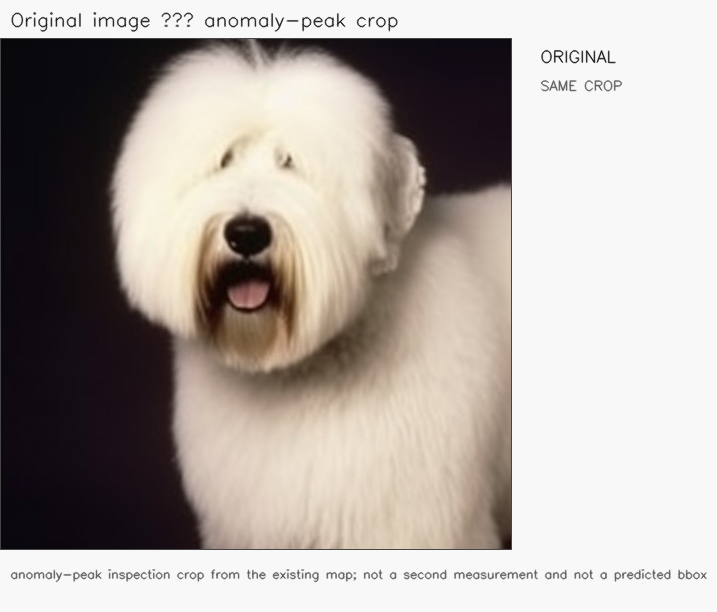 Original image ??? anomaly-peak crop
ORIGINAL
SAME CROP
anomaly-peak inspection crop from the existing map; not a second measurement and not a predicted bbox